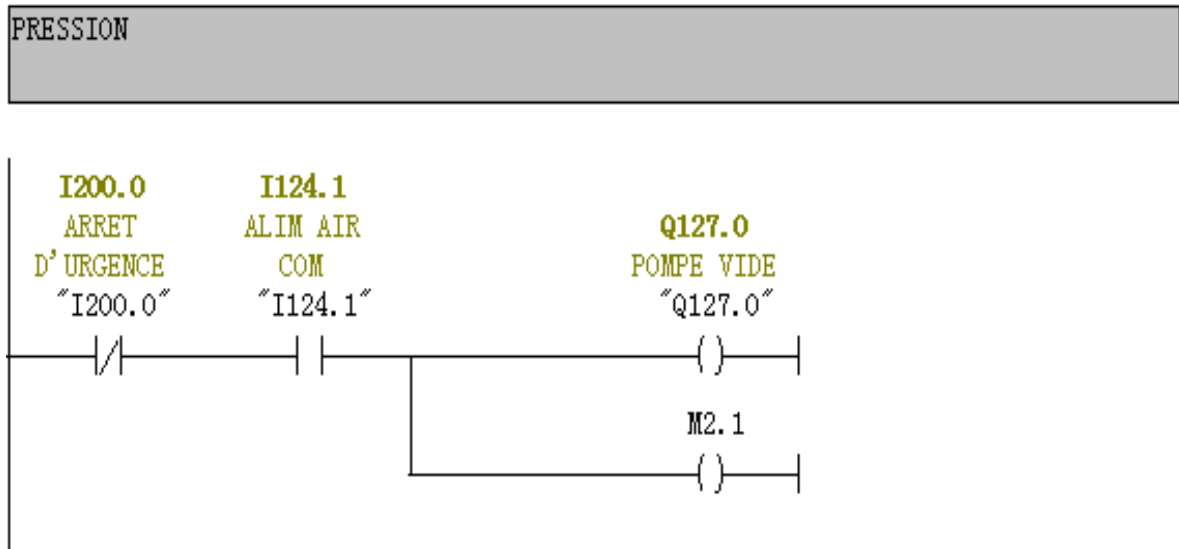 PRESSION
I200.0 I124.1
ARRET ALIM AIR Q127.0
D'URGENCE COM POMPE VIDE
"I200.0" "I124.1" "Q127.0"
M2.1